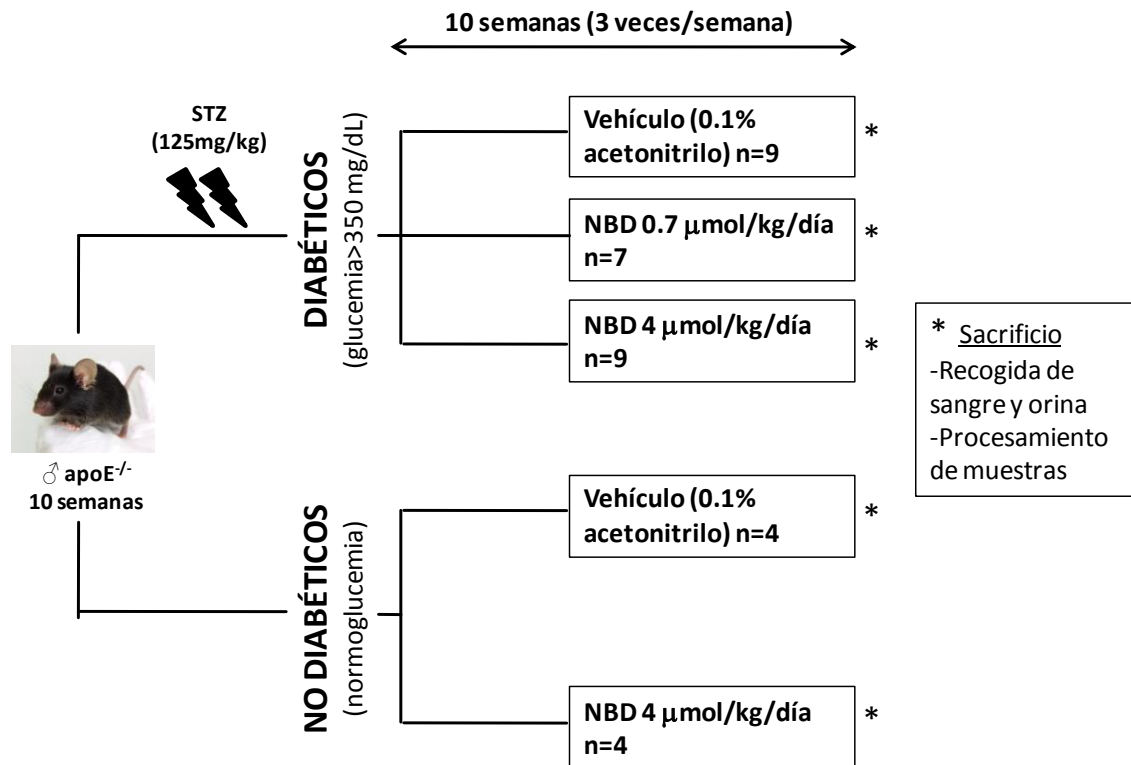 10 semanas (3 veces/semana)
STZ
(125mg/kg)
DIABÉTICOS
(glucemia>350 mg/dL)
Vehículo (0.1%
acetonitrilo) n=9
*
NBD 0.7 μmol/kg/día
n=7
*
NBD 4 μmol/kg/día
n=9
*
* Sacrificio
-Recogida de
sangre y orina
-Procesamiento
de muestras
♂ apoE-/-
10 semanas
NO DIABÉTICOS
(normoglucemia)
Vehículo (0.1%
acetonitrilo) n=4
*
NBD 4 μmol/kg/día
n=4
*